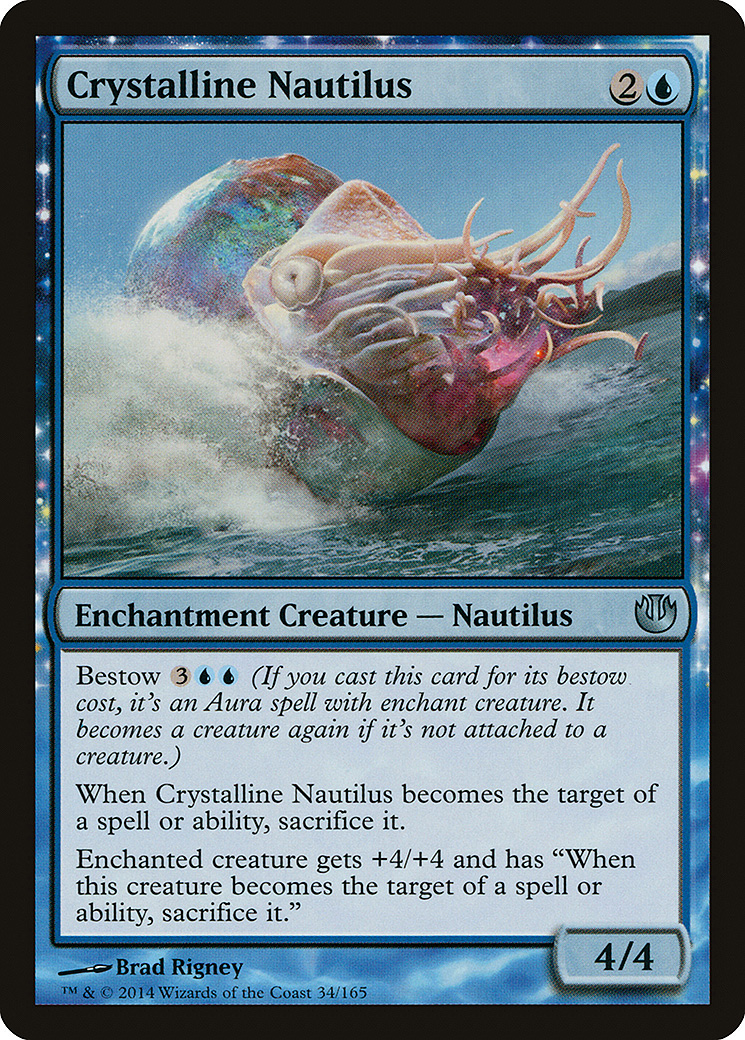 Crystalline Nautilus 2
Enchantment Creature — Nautilus
Bestow 3 (If you cast this card for its bestow
cost, it's an Aura spell with enchant creature. It
becomes a creature again if it's not attached to a
creature.)
When Crystalline Nautilus becomes the target of
a spell or ability, sacrifice it.
Enchanted creature gets +4/+4 and has “When
this creature becomes the target of a spell or
ability, sacrifice it.”
4/4
Brad Rigney
™ & © 2014 Wizards of the Coast 34/165